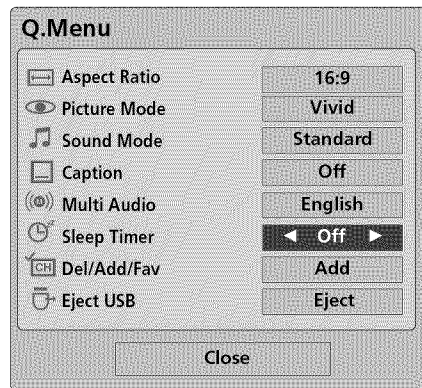 Q.Menu
Aspect Ratio 16:9
Picture Mode Vivid
Sound Mode Standard
Caption Off
Multi Audio English
Sleep Timer ◄ Off ►
CH Del/Add/Fav Add
Eject USB Eject
Close